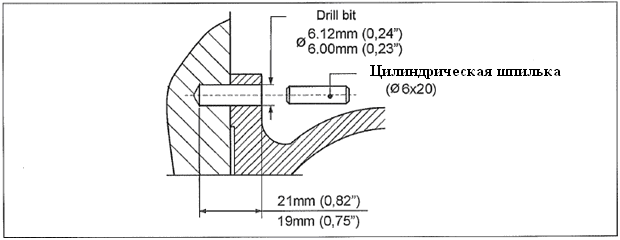 Drill bit
Ø 6.12mm (0,24”)
6.00mm (0,23”)
Цилиндрическая шпилька
(Ø 6x20)
21mm (0,82”)
19mm (0,75”)